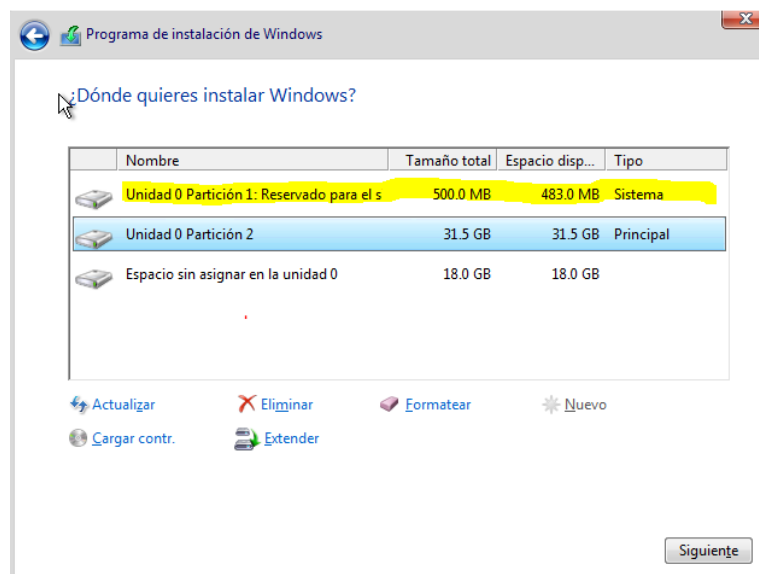 Programa de instalación de Windows
¿Dónde quieres instalar Windows?
Nombre Tamaño total Espacio disp... Tipo
Unidad 0 Partición 1: Reservado para el s 500.0 MB 483.0 MB Sistema
Unidad 0 Partición 2 31.5 GB 31.5 GB Principal
Espacio sin asignar en la unidad 0 18.0 GB 18.0 GB
Actualizar Eliminar Formatear Nuevo
Cargar contr. Extender
Siguiente